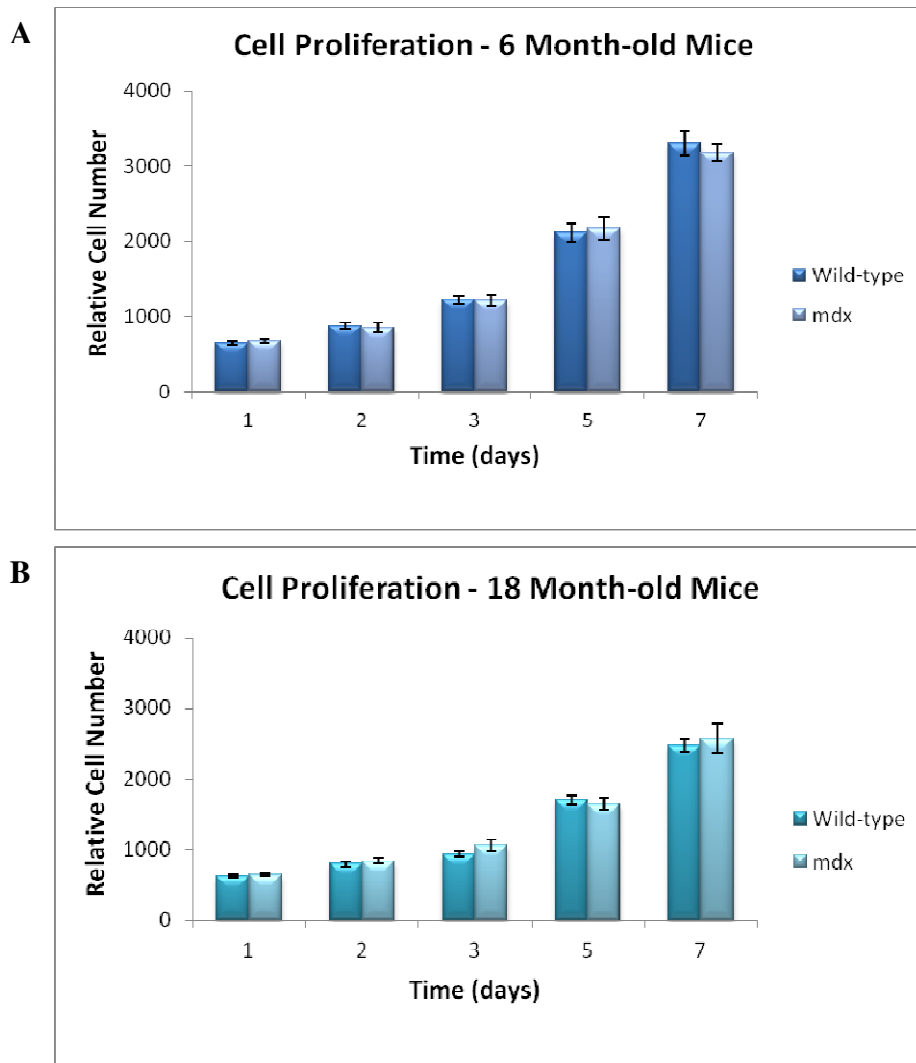 A
Cell Proliferation - 6 Month-old Mice
4000
3000
2000
1000
0
Relative Cell Number
1 2 3 5 7
Time (days)
Wild-type
mdx
B
Cell Proliferation - 18 Month-old Mice
4000
3000
2000
1000
0
Relative Cell Number
1 2 3 5 7
Time (days)
Wild-type
mdx